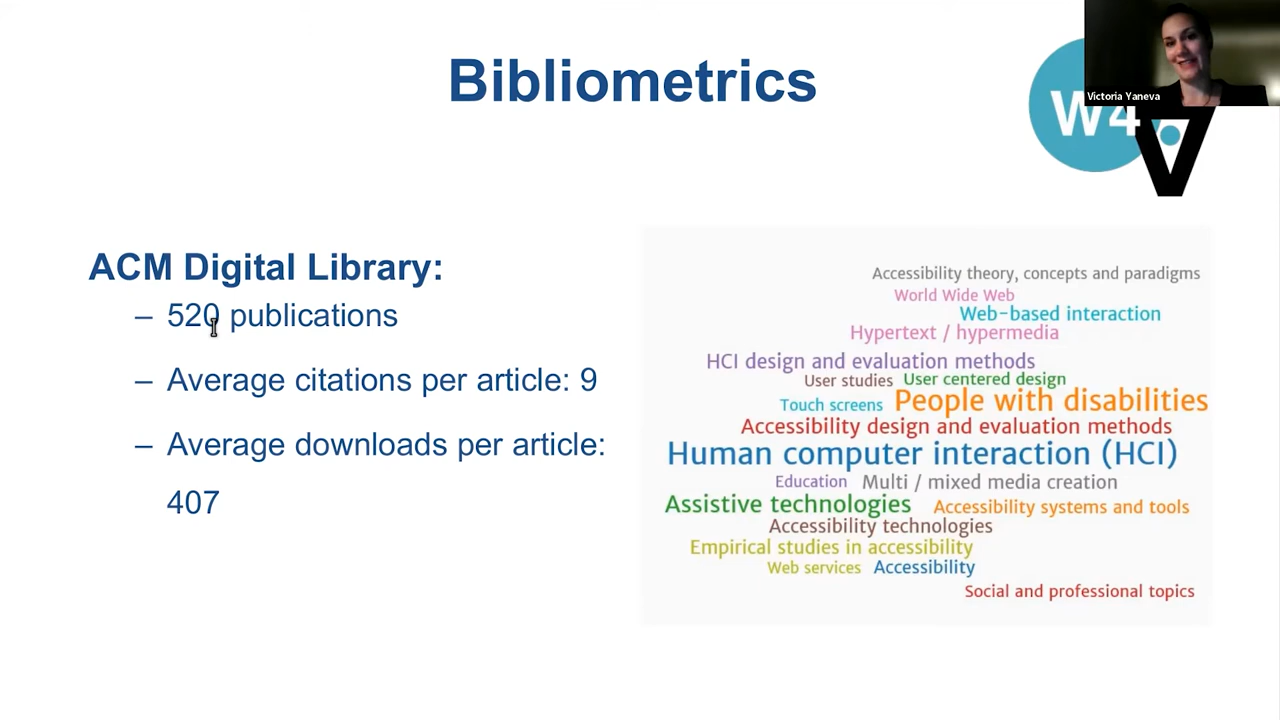 Bibliometrics
Victoria Yaneva
W4
ACM Digital Library:
– 520 publications
– Average citations per article: 9
– Average downloads per article:
407
Accessibility theory, concepts and paradigms
World Wide Web
Web-based interaction
Hypertext / hypermedia
HCI design and evaluation methods
User studies
User centered design
Touch screens
People with disabilities
Accessibility design and evaluation methods
Human computer interaction (HCI)
Education
Multi / mixed media creation
Assistive technologies
Accessibility systems and tools
Accessibility technologies
Empirical studies in accessibility
Web services
Accessibility
Social and professional topics